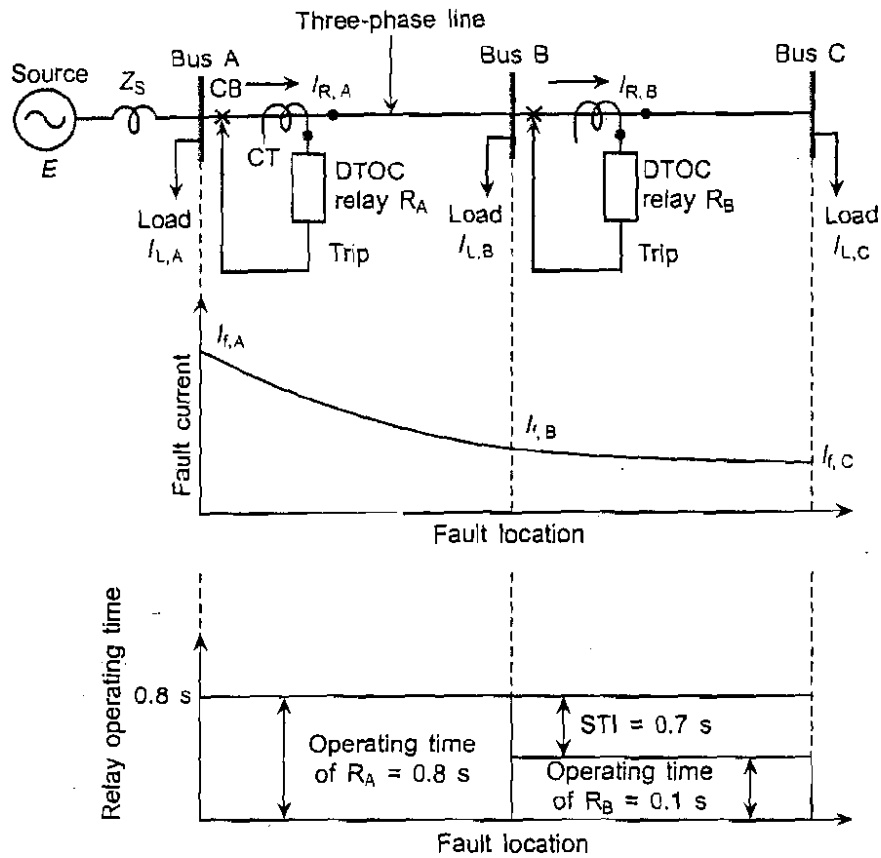 Three-phase line
Bus A
Bus B
Bus C
Source
Z_S
CB
I_R, A
I_R, B
E
CT
DTOC
relay R_A
DTOC
relay R_B
Load
I_L,A
Trip
Load
I_L,B
Trip
Load
I_L,C
Fault current
I_f,A
I_f, B
I_f, C
Fault location
Relay operating time
0.8 s
STI = 0.7 s
Operating time
of R_A = 0.8 s
Operating time
of R_B = 0.1 s
Fault location